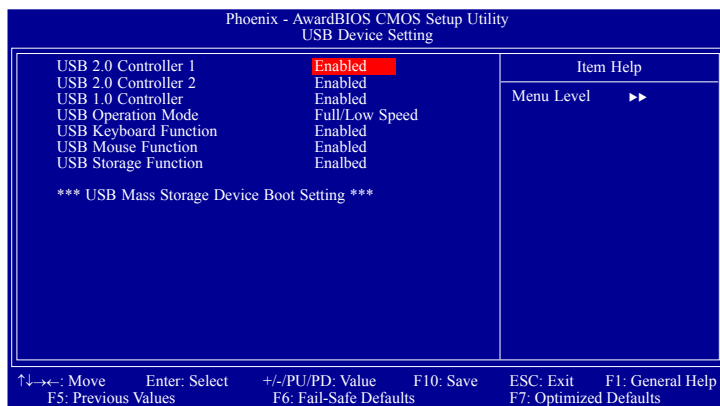 Phoenix - AwardBIOS CMOS Setup Utility
USB Device Setting
USB 2.0 Controller 1 Enabled
USB 2.0 Controller 2 Enabled
USB 1.0 Controller Enabled
USB Operation Mode Full/Low Speed
USB Keyboard Function Enabled
USB Mouse Function Enabled
USB Storage Function Enalbed
*** USB Mass Storage Device Boot Setting ***
Item Help
Menu Level ▸▸
↑↓→←: Move Enter: Select +/-/PU/PD: Value F10: Save ESC: Exit F1: General Help
F5: Previous Values F6: Fail-Safe Defaults F7: Optimized Defaults